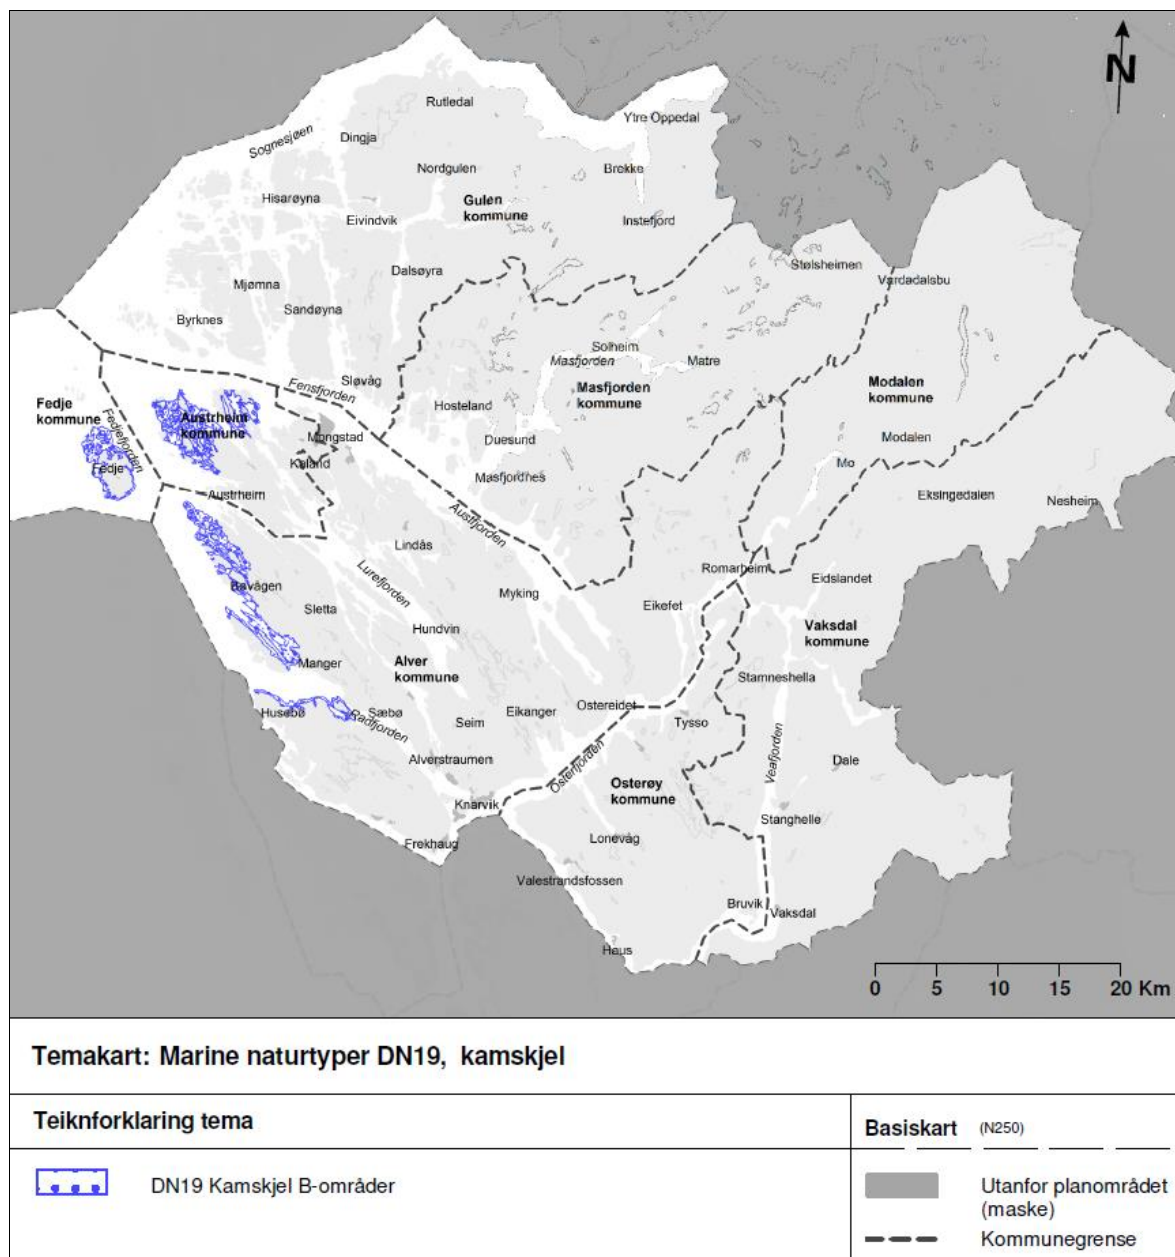 N
Rutledal
Ytre Oppedal
Sognesjøen
Dingja
Nordgulen
Brekke
Hisarøyna
Gulen
kommune
Eivindvik
Instefjord
Stølsheimen
Dalsøyra
Vardadalsbu
Mjømna
Sandøyna
Byrknes
Solheim
Masfjorden
Matre
Fensfjorden
Sløvåg
Masfjorden
kommune
Modalen
kommune
Fedje
kommune
Hosteland
Austrheim
kommune
Fedjefjorden
Mongstad
Duesund
Modalen
Kaland
Mo
Fedje
Masfjordnes
Austrheim
Eksingedalen
Nesheim
Austfjorden
Lindås
Romarheim
Lurefjorden
Eidslandet
Bøvågen
Myking
Sletta
Eikefet
Hundvin
Vaksdal
kommune
Manger
Alver
kommune
Stamneshella
Husebø
Sæbø
Radfjorden
Seim
Eikanger
Ostereidet
Tysso
Alverstraumen
Osterfjorden
Veafjorden
Dale
Osterøy
kommune
Knarvik
Stanghelle
Frekhaug
Lonevåg
Valestrandsfossen
Bruvik
Vaksdal
Haus
0 5 10 15 20 Km
Temakart: Marine naturtyper DN19, kamskjel
Teiknforklaring tema
Basiskart (N250)
DN19 Kamskjel B-områder
Utanfor planområdet
(maske)
Kommunegrense